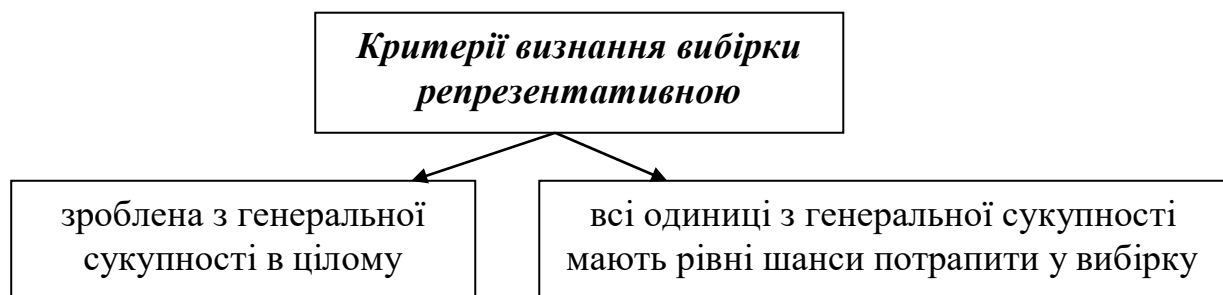 Критерії визнання вибірки
репрезентативною
зроблена з генеральної
сукупності в цілому
всі одиниці з генеральної сукупності
мають рівні шанси потрапити у вибірку